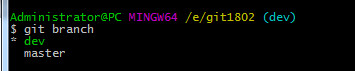 Administrator@PC MINGW64 /e/git1802 (dev)
$ git branch
* dev
  master